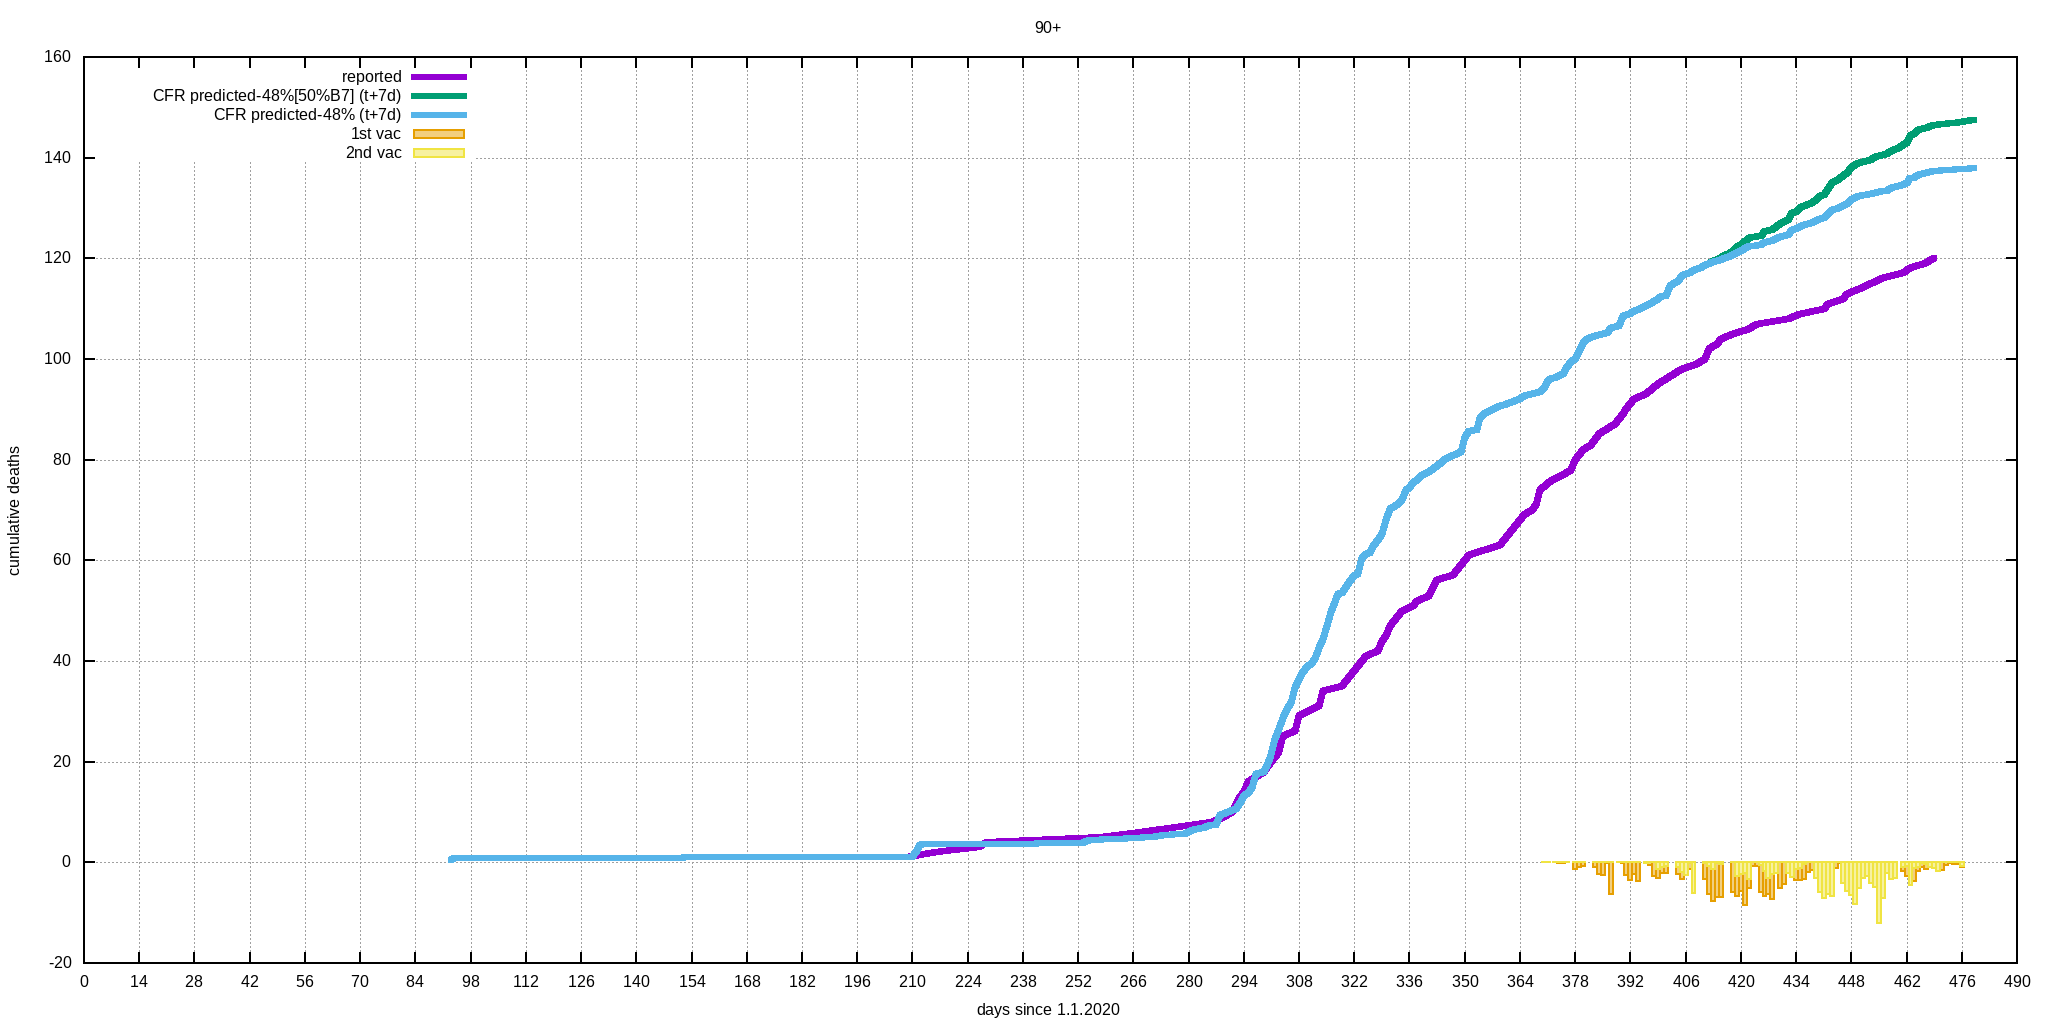 90+
reported
CFR predicted-48%[50%B7] (t+7d)
CFR predicted-48% (t+7d)
1st vac
2nd vac
160
140
120
100
80
60
40
20
0
-20
cumulative deaths
0 14 28 42 56 70 84 98 112 126 140 154 168 182 196 210 224 238 252 266 280 294 308 322 336 350 364 378 392 406 420 434 448 462 476 490
days since 1.1.2020